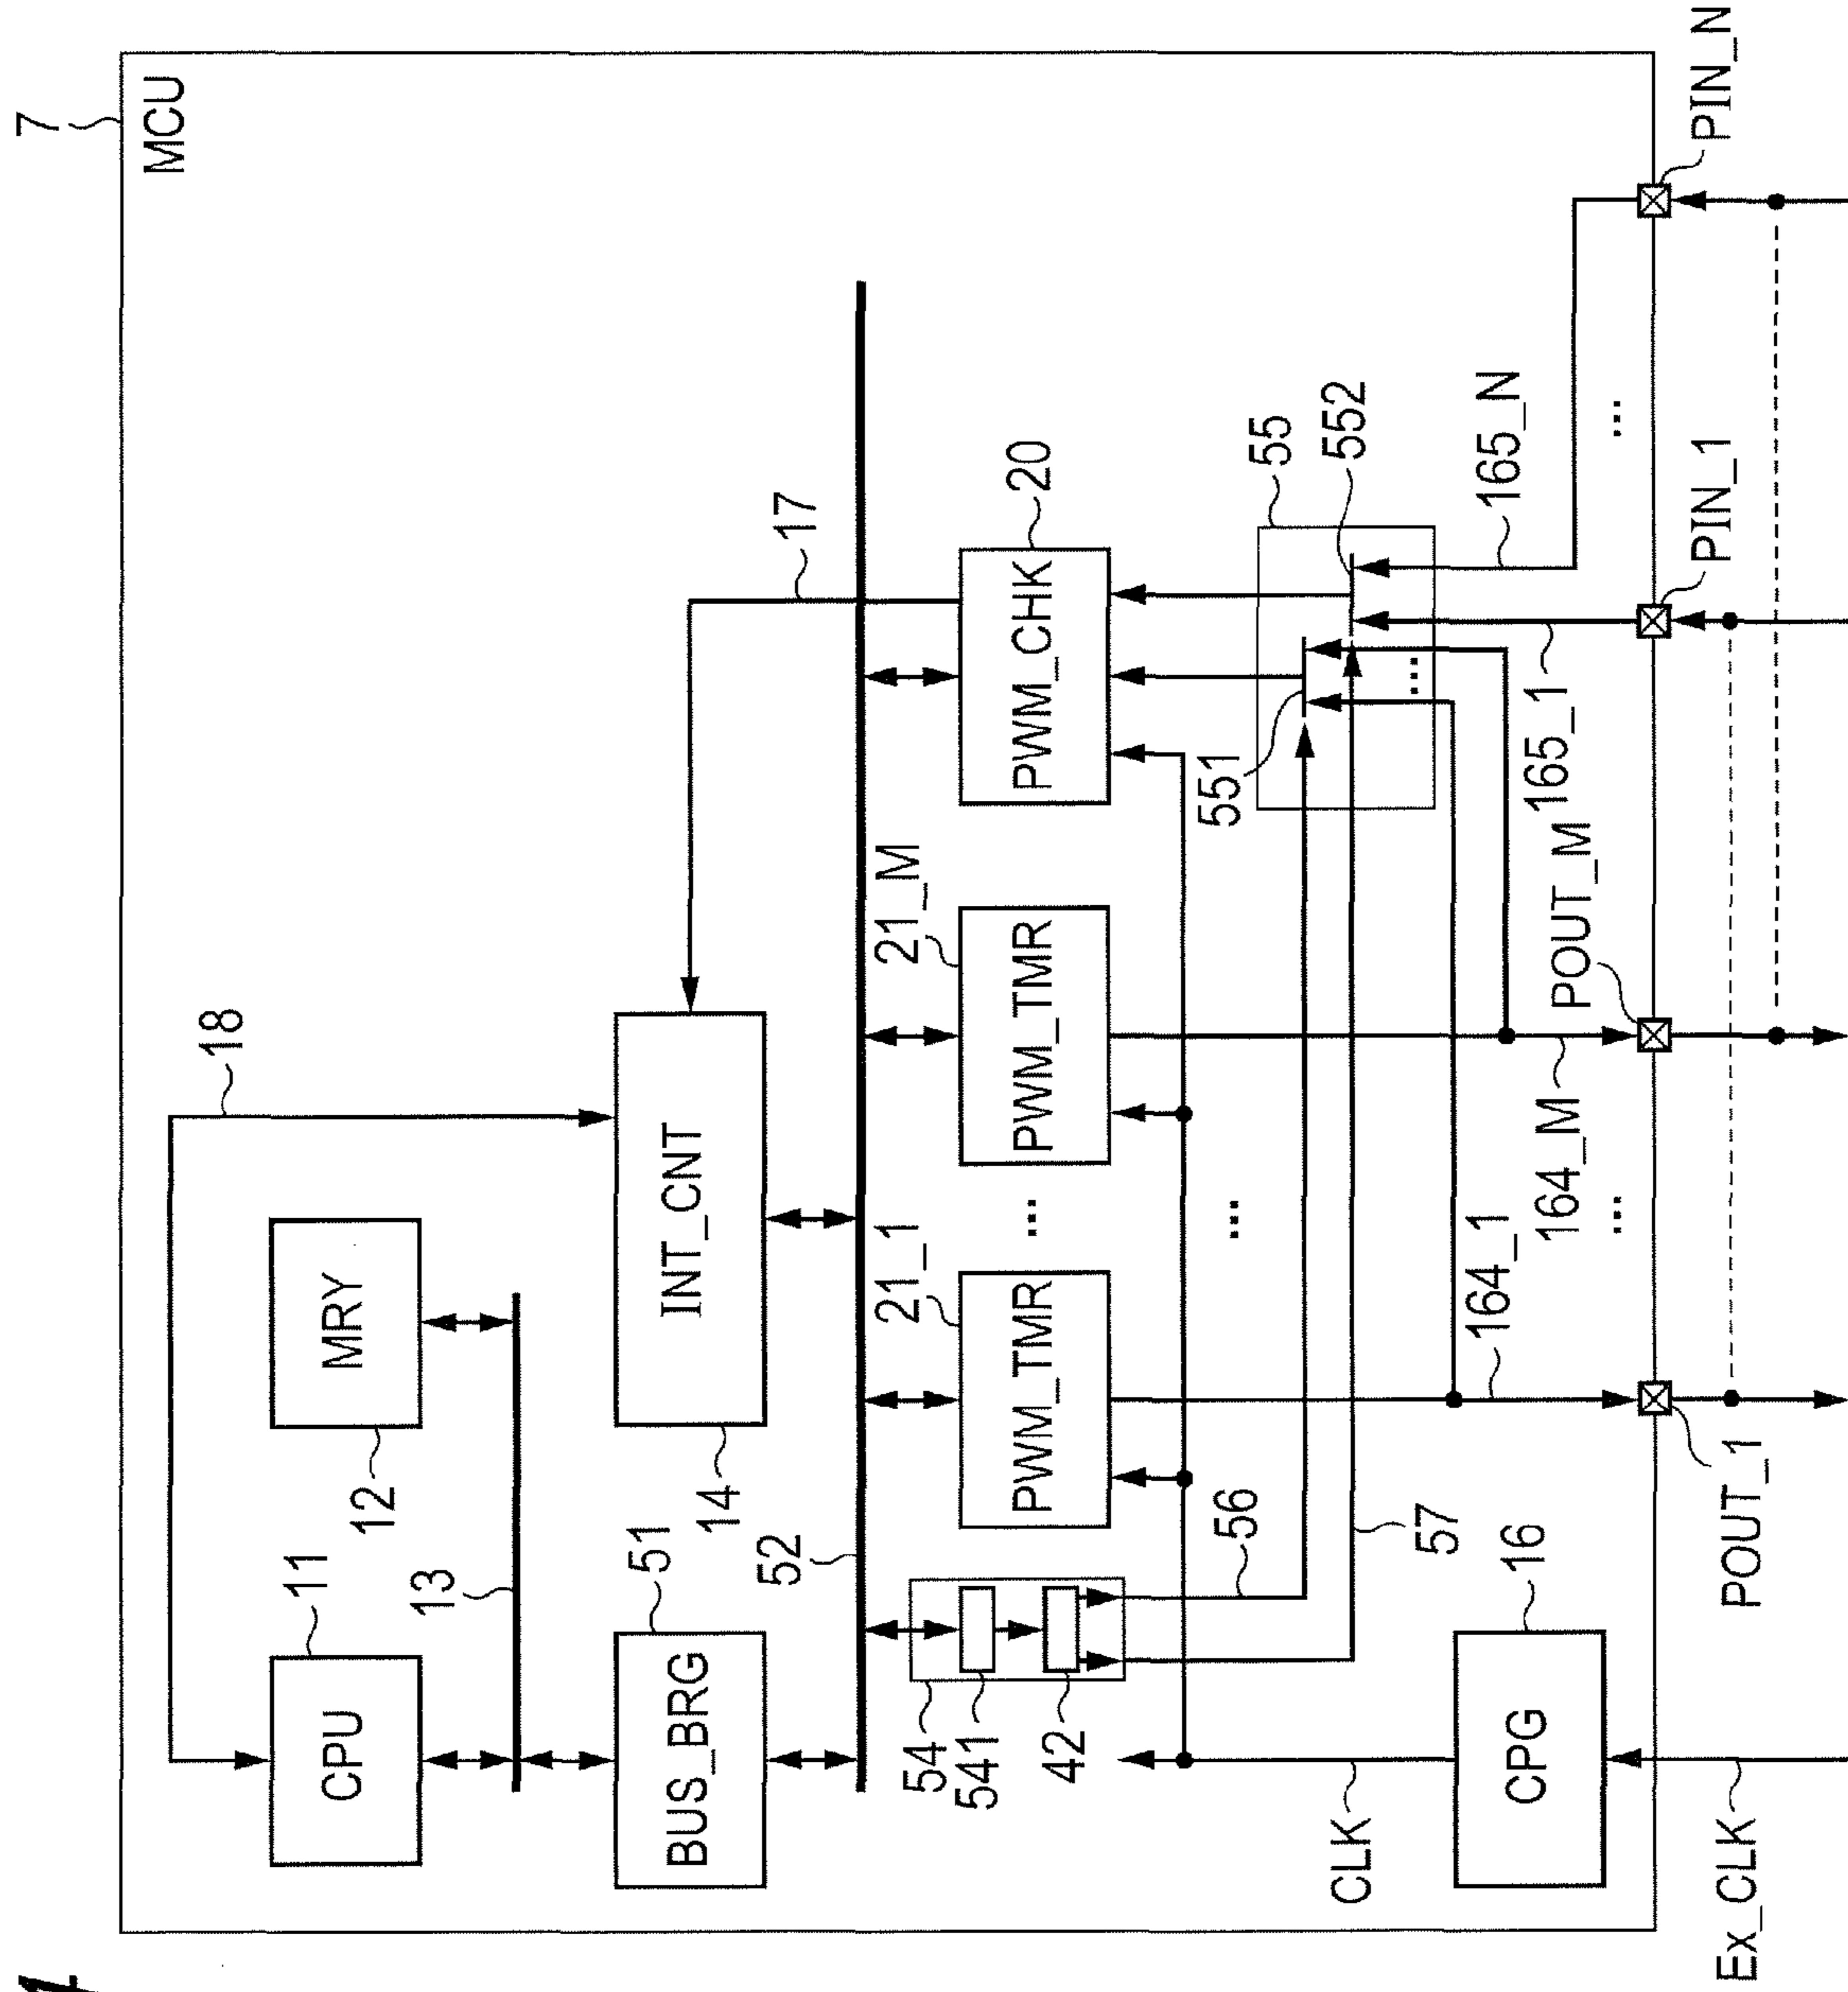 7
MCU
18
CPU
11
MRY
12
13
BUS_BRG
51
INT_CNT
14
17
52
54
541
42
PWM_TMR
21_1
...
PWM_TMR
21_M
PWM_CHK
20
55
551
552
...
56
57
...
CLK
CPG
16
164_1
164_M
165_1
165_N
...
...
Ex_CLK
POUT_1
POUT_M
PIN_1
PIN_N